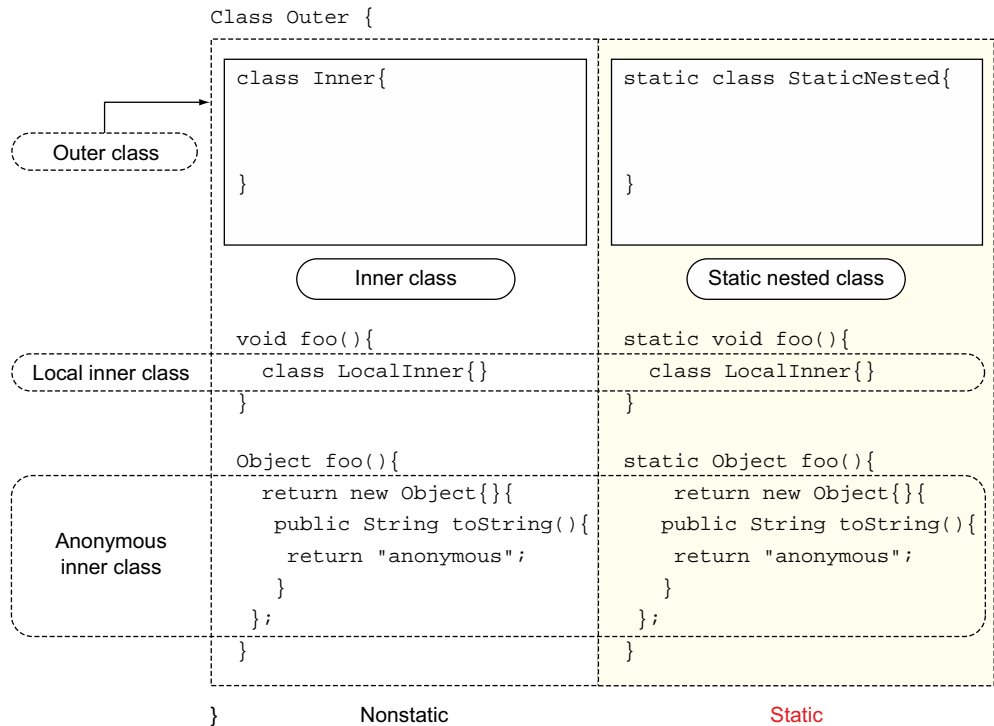 Class Outer {
class Inner{
}
Inner class
static class StaticNested{
}
Static nested class
Outer class
void foo(){
class LocalInner{}
}
static void foo(){
class LocalInner{}
}
Local inner class
Object foo(){
return new Object{}{
public String toString(){
return "anonymous";
}
};
}
static Object foo(){
return new Object{}{
public String toString(){
return "anonymous";
}
};
}
Anonymous
inner class
}
Nonstatic
Static